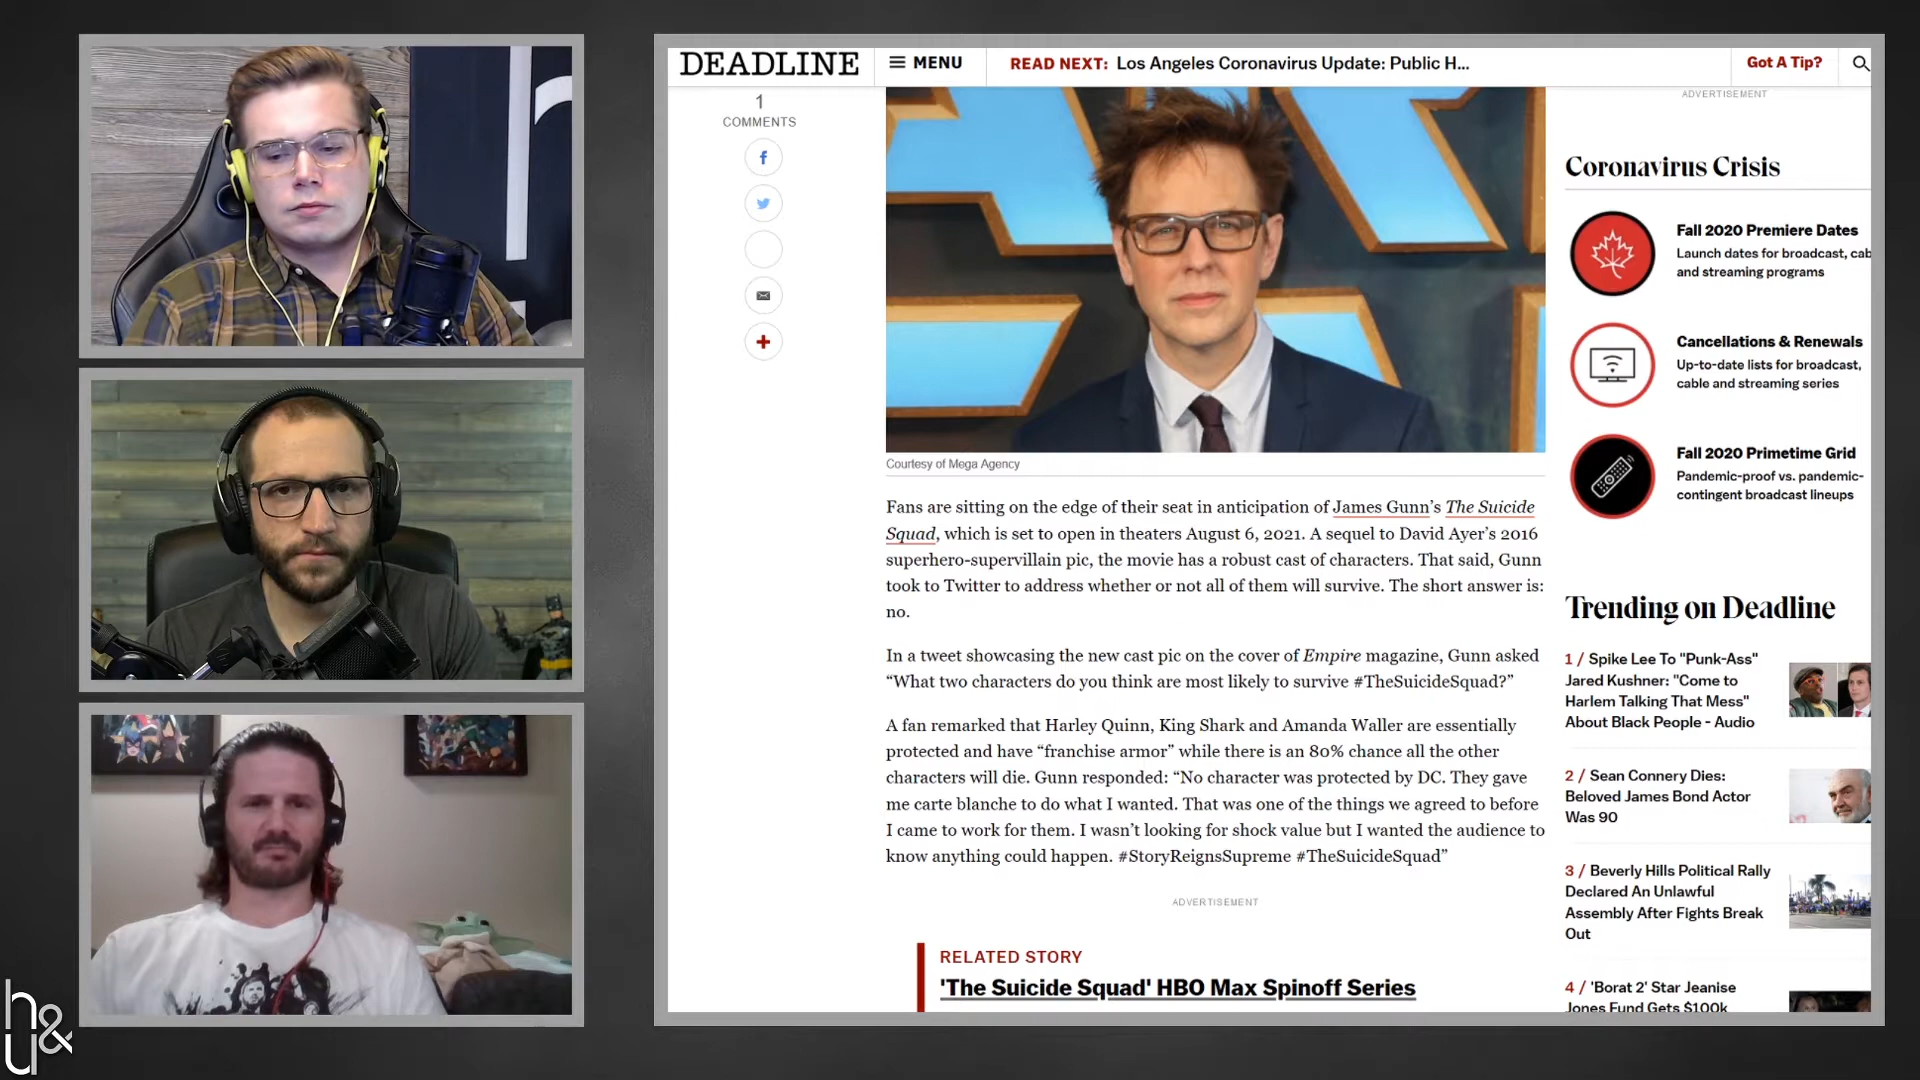 DEADLINE
MENU
READ NEXT: Los Angeles Coronavirus Update: Public H...
Got A Tip?
1
COMMENTS
ADVERTISEMENT
Courtesy of Mega Agency
Fans are sitting on the edge of their seat in anticipation of James Gunn’s The Suicide
Squad, which is set to open in theaters August 6, 2021. A sequel to David Ayer’s 2016
superhero-supervillain pic, the movie has a robust cast of characters. That said, Gunn
took to Twitter to address whether or not all of them will survive. The short answer is:
no.
In a tweet showcasing the new cast pic on the cover of Empire magazine, Gunn asked
“What two characters do you think are most likely to survive #TheSuicideSquad?”
A fan remarked that Harley Quinn, King Shark and Amanda Waller are essentially
protected and have “franchise armor” while there is an 80% chance all the other
characters will die. Gunn responded: “No character was protected by DC. They gave
me carte blanche to do what I wanted. That was one of the things we agreed to before
I came to work for them. I wasn’t looking for shock value but I wanted the audience to
know anything could happen. #StoryReignsSupreme #TheSuicideSquad”
ADVERTISEMENT
RELATED STORY
'The Suicide Squad' HBO Max Spinoff Series
Coronavirus Crisis
Fall 2020 Premiere Dates
Launch dates for broadcast, cab
and streaming programs
Cancellations & Renewals
Up-to-date lists for broadcast,
cable and streaming series
Fall 2020 Primetime Grid
Pandemic-proof vs. pandemic-
contingent broadcast lineups
Trending on Deadline
1 / Spike Lee To "Punk-Ass"
Jared Kushner: "Come to
Harlem Talking That Mess"
About Black People - Audio
2 / Sean Connery Dies:
Beloved James Bond Actor
Was 90
3 / Beverly Hills Political Rally
Declared An Unlawful
Assembly After Fights Break
Out
4 / 'Borat 2' Star Jeanise
Jones Fund Gets $100k
h&
y